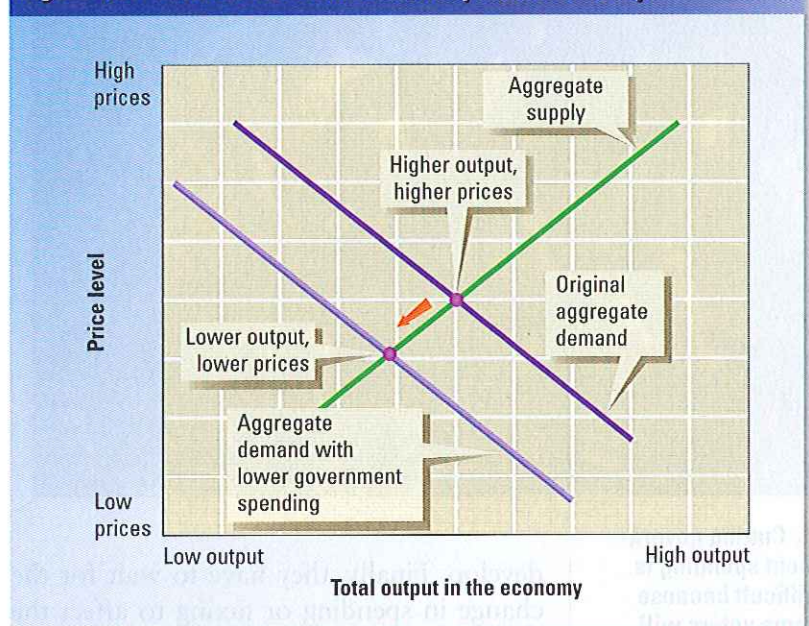 High
prices
Aggregate
supply
Higher output,
higher prices
Price level
Original
aggregate
demand
Lower output,
lower prices
Aggregate
demand with
lower government
spending
Low
prices
Low output
High output
Total output in the economy